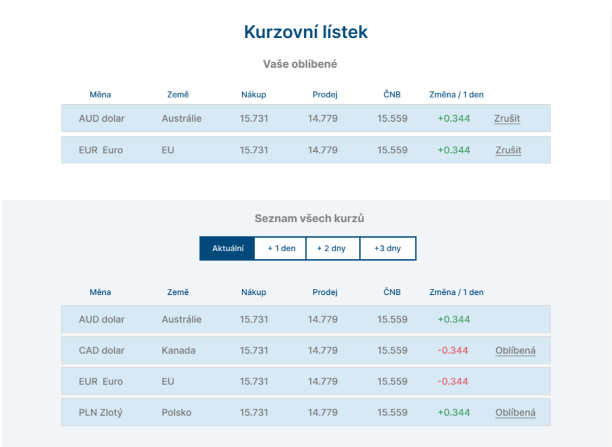 Kurzovní lístek
Vaše oblíbené
Měna Země Nákup Prodej ČNB Změna / 1 den
AUD dolar Austrálie 15.731 14.779 15.559 +0.344 Zrušit
EUR Euro EU 15.731 14.779 15.559 +0.344 Zrušit
Seznam všech kurzů
Aktuální + 1 den + 2 dny +3 dny
Měna Země Nákup Prodej ČNB Změna / 1 den
AUD dolar Austrálie 15.731 14.779 15.559 +0.344
CAD dolar Kanada 15.731 14.779 15.559 -0.344 Oblíbená
EUR Euro EU 15.731 14.779 15.559 -0.344
PLN Zlotý Polsko 15.731 14.779 15.559 +0.344 Oblíbená